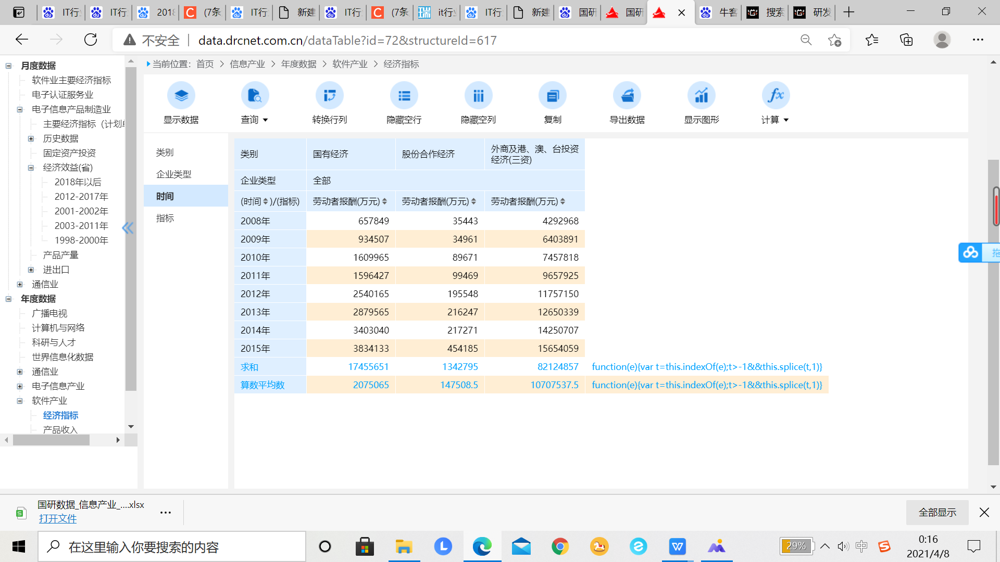 IT行
IT行
2018
(7条
IT行
新建
IT行
(7条
it行
IT行
新建
国研
国研
牛客
搜索
研发
不安全 | data.drcnet.com.cn/dataTable?id=72&structureId=617
月度数据
软件业主要经济指标
电子认证服务业
电子信息产品制造业
主要经济指标（计划单
历史数据
固定资产投资
经济效益(省)
2018年以后
2012-2017年
2001-2002年
2003-2011年
1998-2000年
产品产量
进出口
通信业
年度数据
广播电视
计算机与网络
科研与人才
世界信息化数据
通信业
电子信息产业
软件产业
经济指标
产品收入
当前位置：首页 > 信息产业 > 年度数据 > 软件产业 > 经济指标
显示数据 查询 转换行列 隐藏空行 隐藏空列 复制 导出数据 显示图形 fx 计算
类别
企业类型
时间
指标
类别 国有经济 股份合作经济 外商及港、澳、台投资
经济(三资)
企业类型 全部
(时间)/(指标) 劳动者报酬(万元) 劳动者报酬(万元) 劳动者报酬(万元)
2008年 657849 35443 4292968
2009年 934507 34961 6403891
2010年 1609965 89671 7457818
2011年 1596427 99469 9657925
2012年 2540165 195548 11757150
2013年 2879565 216247 12650339
2014年 3403040 217271 14250707
2015年 3834133 454185 15654059
求和 17455651 1342795 82124857 function(e){var t=this.indexOf(e);t>-1&&this.splice(t,1)}
算数平均数 2075065 147508.5 10707537.5 function(e){var t=this.indexOf(e);t>-1&&this.splice(t,1)}
国研数据_信息产业_....xlsx
打开文件
全部显示
在这里输入你要搜索的内容
29%
中
0:16
2021/4/8